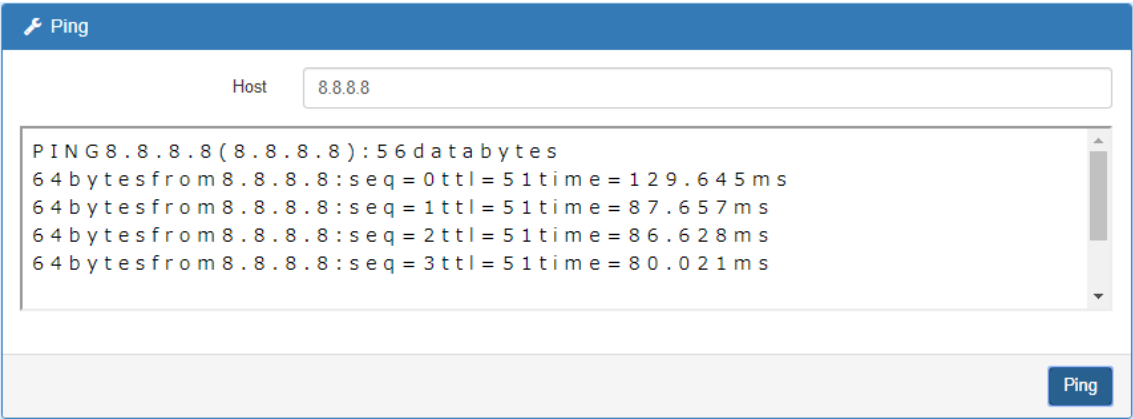 Ping
Host 8.8.8.8
PING8.8.8.8(8.8.8.8):56databytes
64bytesfrom8.8.8.8:seq=0ttl=51time=129.645ms
64bytesfrom8.8.8.8:seq=1ttl=51time=87.657ms
64bytesfrom8.8.8.8:seq=2ttl=51time=86.628ms
64bytesfrom8.8.8.8:seq=3ttl=51time=80.021ms
Ping